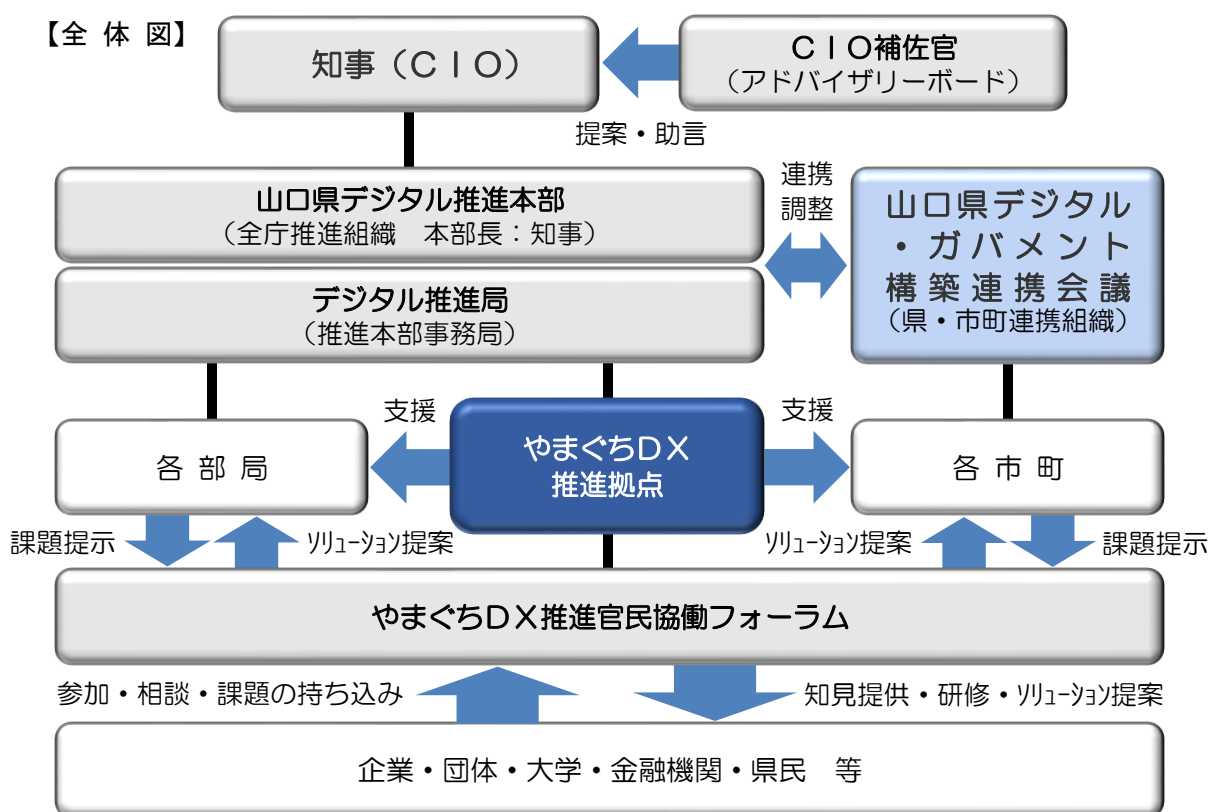 【全 体 図】
知事（ＣＩＯ）
ＣＩＯ補佐官
（アドバイザリーボード）
提案・助言
山口県デジタル推進本部
（全庁推進組織　本部長：知事）
連携
調整
山口県デジタル
・ガバメント
構築連携会議
（県・市町連携組織）
デジタル推進局
（推進本部事務局）
支援
やまぐちＤＸ
推進拠点
支援
各 部 局
各 市 町
課題提示
ｿﾘｭｰｼｮﾝ提案
ｿﾘｭｰｼｮﾝ提案
課題提示
やまぐちＤＸ推進官民協働フォーラム
参加・相談・課題の持ち込み
知見提供・研修・ｿﾘｭｰｼｮﾝ提案
企業・団体・大学・金融機関・県民　等